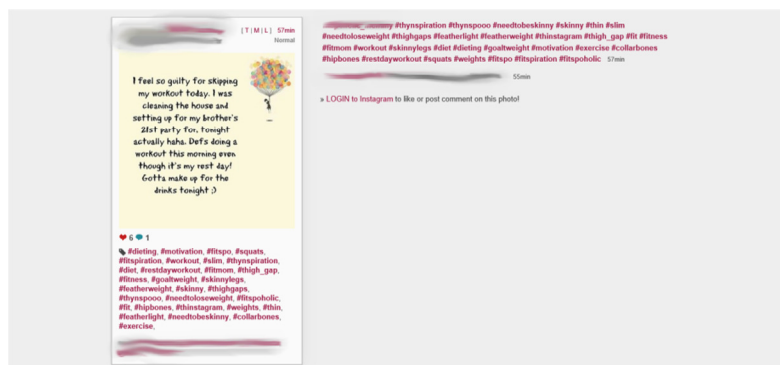 [ T | M | L ] 57min
Normal
I feel so guilty for skipping
my workout today. I was
cleaning the house and
setting up for my brother's
21st party for, tonight
actually haha. Defs doing a
workout this morning even
though it's my rest day!
Gotta make up for the
drinks tonight ;)
6 1
#dieting, #motivation, #fitspo, #squats,
#fitspiration, #workout, #slim, #thynspiration,
#diet, #restdayworkout, #fitmom, #thigh_gap,
#fitness, #goaltweight, #skinnylegs,
#featherweight, #skinny, #thighgaps,
#thynspooo, #needtoloseweight, #fitspoholic,
#fit, #hipbones, #thinstagram, #weights, #thin,
#featherlight, #needtobeskinny, #collarbones,
#exercise,
#thynspiration #thynspooo #needtobeskinny #skinny #thin #slim
#needtoloseweight #thighgaps #featherlight #featherweight #thinstagram #thigh_gap #fit #fitness
#fitmom #workout #skinnylegs #diet #dieting #goaltweight #motivation #exercise #collarbones
#hipbones #restdayworkout #squats #weights #fitspo #fitspiration #fitspoholic 57min
55min
» LOGIN to Instagram to like or post comment on this photo!